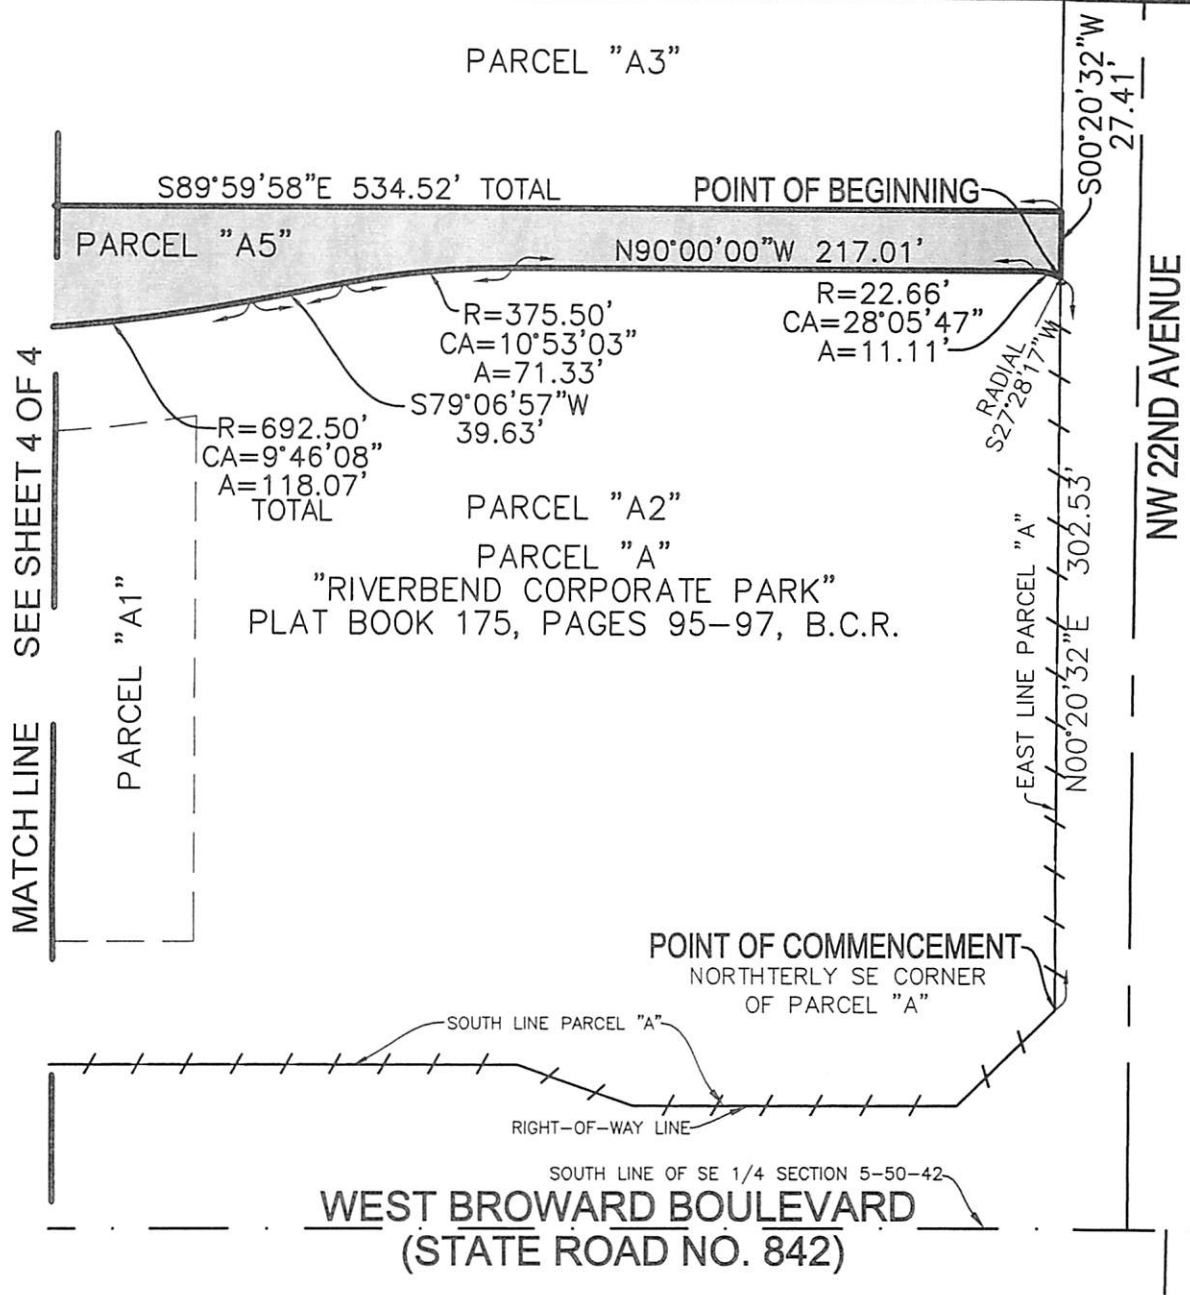 PARCEL "A3"
S00°20'32"W
27.41'
S89°59'58"E 534.52' TOTAL
POINT OF BEGINNING
PARCEL "A5"
N90°00'00"W 217.01'
R=375.50'
CA=10°53'03"
A=71.33'
R=22.66'
CA=28°05'47"
A=11.11'
RADIAL
S27°28'17"W
S79°06'57"W
39.63'
R=692.50'
CA=9°46'08"
A=118.07'
TOTAL
NW 22ND AVENUE
MATCH LINE SEE SHEET 4 OF 4
PARCEL "A1"
PARCEL "A2"
PARCEL "A"
"RIVERBEND CORPORATE PARK"
PLAT BOOK 175, PAGES 95-97, B.C.R.
EAST LINE PARCEL "A"
N00°20'32"E 302.53'
POINT OF COMMENCEMENT
NORTHTERLY SE CORNER
OF PARCEL "A"
SOUTH LINE PARCEL "A"
RIGHT-OF-WAY LINE
SOUTH LINE OF SE 1/4 SECTION 5-50-42
WEST BROWARD BOULEVARD
(STATE ROAD NO. 842)